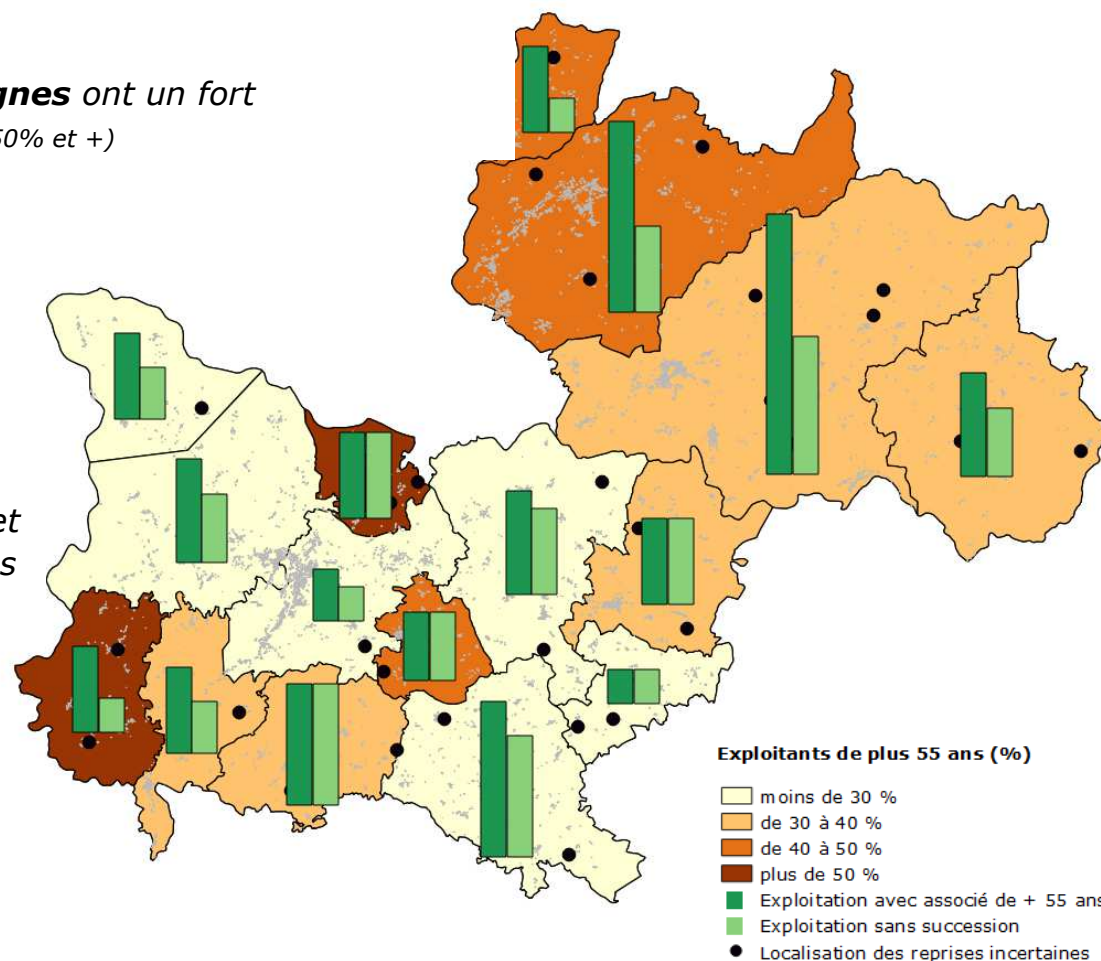 gnes ont un fort
50% et +)
et
s
Exploitants de plus 55 ans (%)
moins de 30 %
de 30 à 40 %
de 40 à 50 %
plus de 50 %
Exploitation avec associé de + 55 ans
Exploitation sans succession
Localisation des reprises incertaines